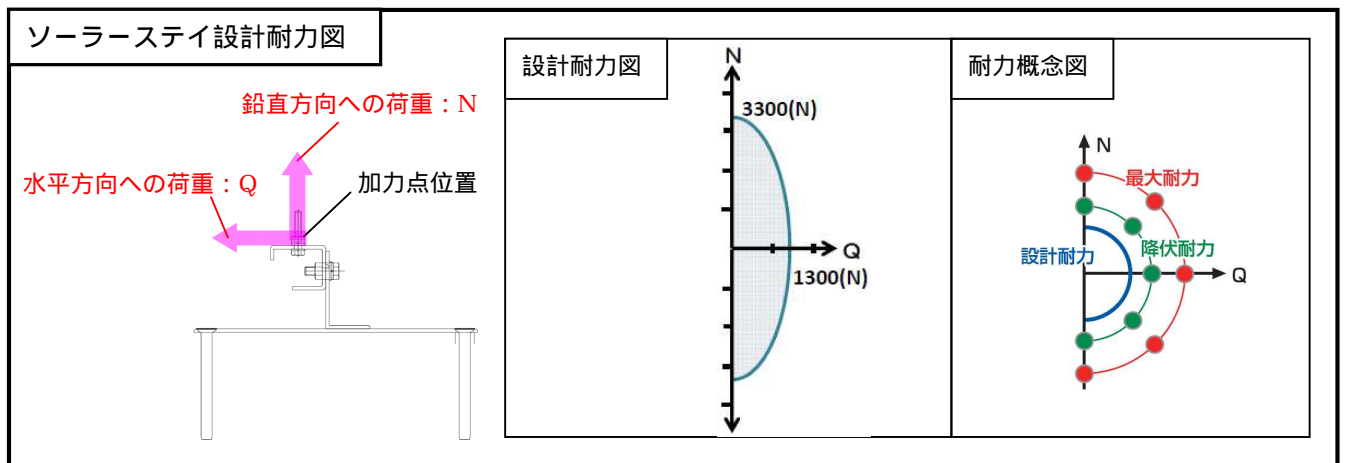 ソーラーステイ設計耐力図
鉛直方向への荷重:N
水平方向への荷重:Q
加力点位置
設計耐力図
N
3300(N)
Q
1300(N)
耐力概念図
N
最大耐力
設計耐力
降伏耐力
Q